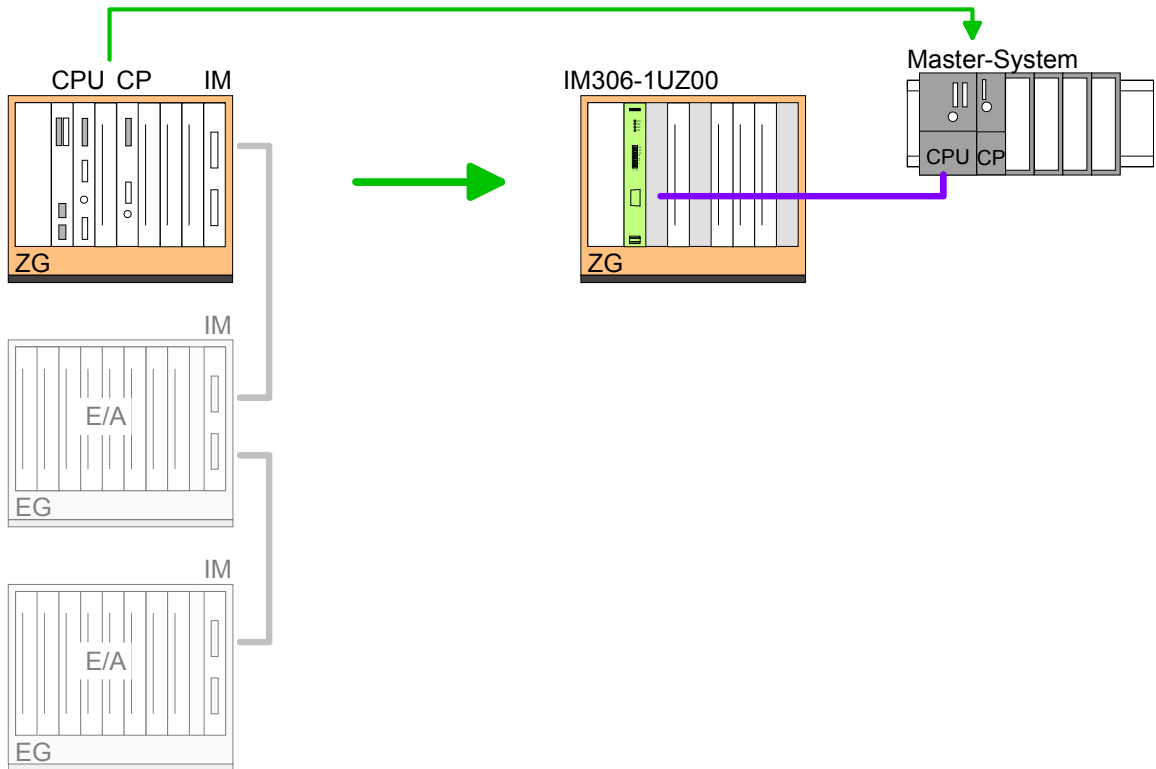 Master-System
CPU CP IM
IM306-1UZ00
CPU CP
ZG
ZG
IM
E/A
EG
IM
E/A
EG